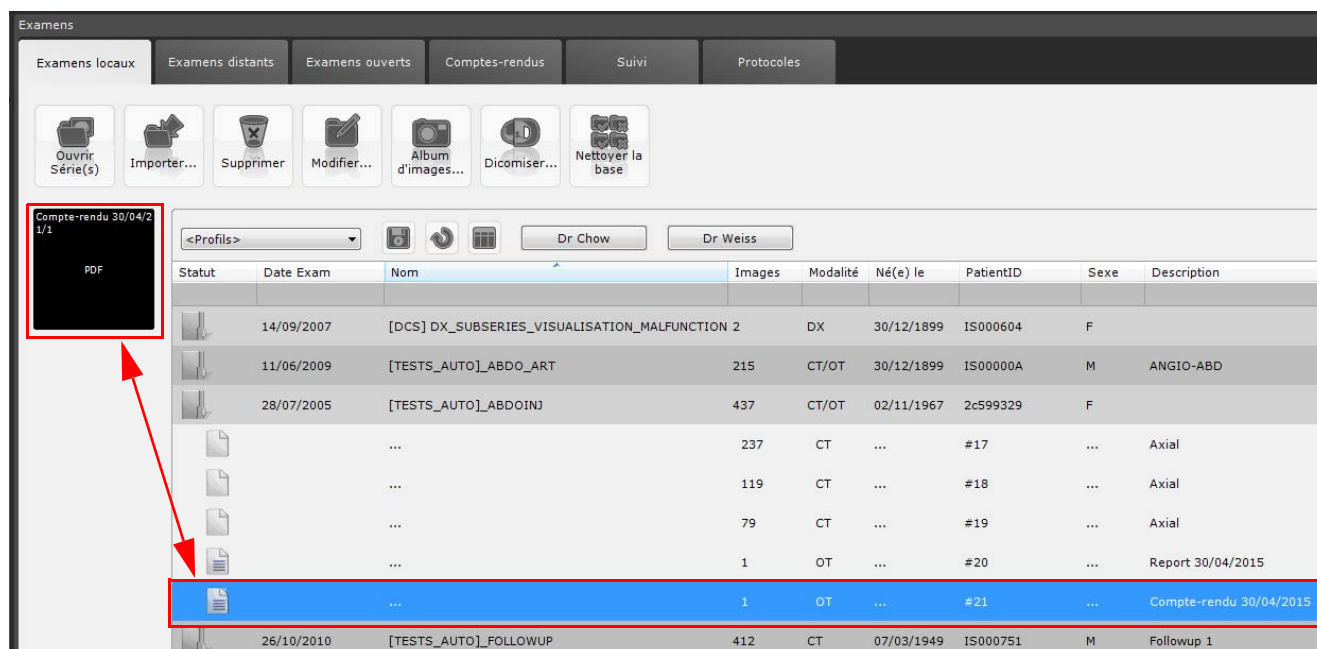 Examens
Examens locaux Examens distants Examens ouverts Comptes-rendus Suivi Protocoles
Ouvrir Série(s) Importer... Supprimer Modifier... Album d'images... Dicomiser... Nettoyer la base
Compte-rendu 30/04/2
1/1
PDF
<Profils> Dr Chow Dr Weiss
Statut Date Exam Nom Images Modalité Né(e) le PatientID Sexe Description
14/09/2007 [DCS] DX_SUBSERIES_VISUALISATION_MALFUNCTION 2 DX 30/12/1899 IS000604 F
11/06/2009 [TESTS_AUTO]_ABDO_ART 215 CT/OT 30/12/1899 IS00000A M ANGIO-ABD
28/07/2005 [TESTS_AUTO]_ABDOINJ 437 CT/OT 02/11/1967 2c599329 F
... 237 CT ... #17 ... Axial
... 119 CT ... #18 ... Axial
... 79 CT ... #19 ... Axial
... 1 OT ... #20 ... Report 30/04/2015
... 1 OT ... #21 ... Compte-rendu 30/04/2015
26/10/2010 [TESTS_AUTO]_FOLLOWUP 412 CT 07/03/1949 IS000751 M Followup 1